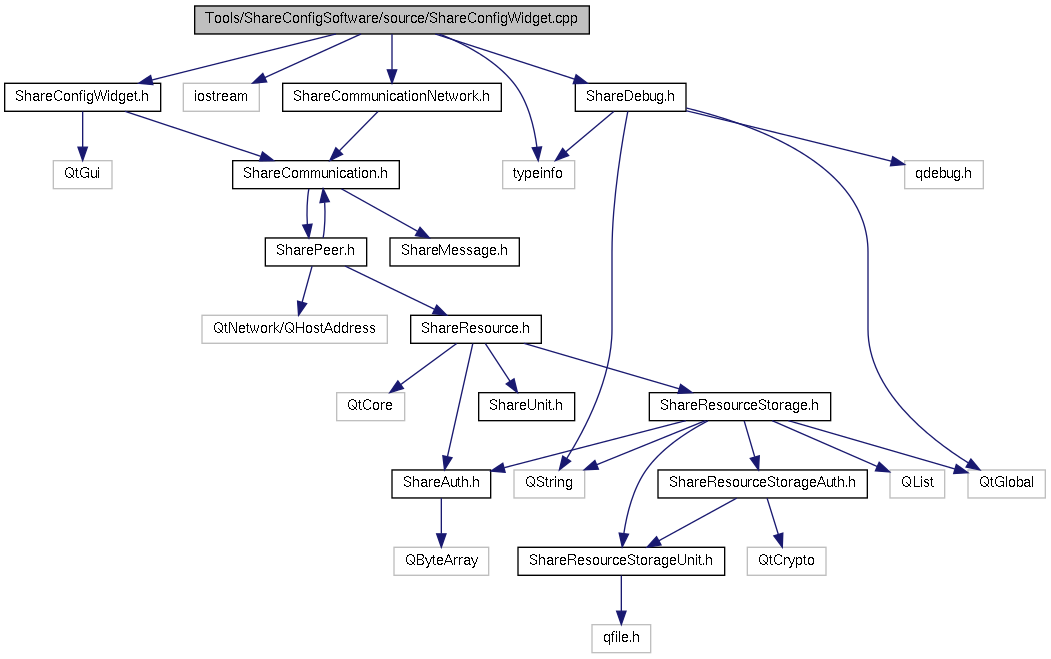 Tools/ShareConfigSoftware/source/ShareConfigWidget.cpp
ShareConfigWidget.h
iostream
ShareCommunicationNetwork.h
ShareDebug.h
QtGui
ShareCommunication.h
typeinfo
qdebug.h
SharePeer.h
ShareMessage.h
QtNetwork/QHostAddress
ShareResource.h
QtCore
ShareUnit.h
ShareResourceStorage.h
ShareAuth.h
QString
ShareResourceStorageAuth.h
QList
QtGlobal
QByteArray
ShareResourceStorageUnit.h
QtCrypto
qfile.h